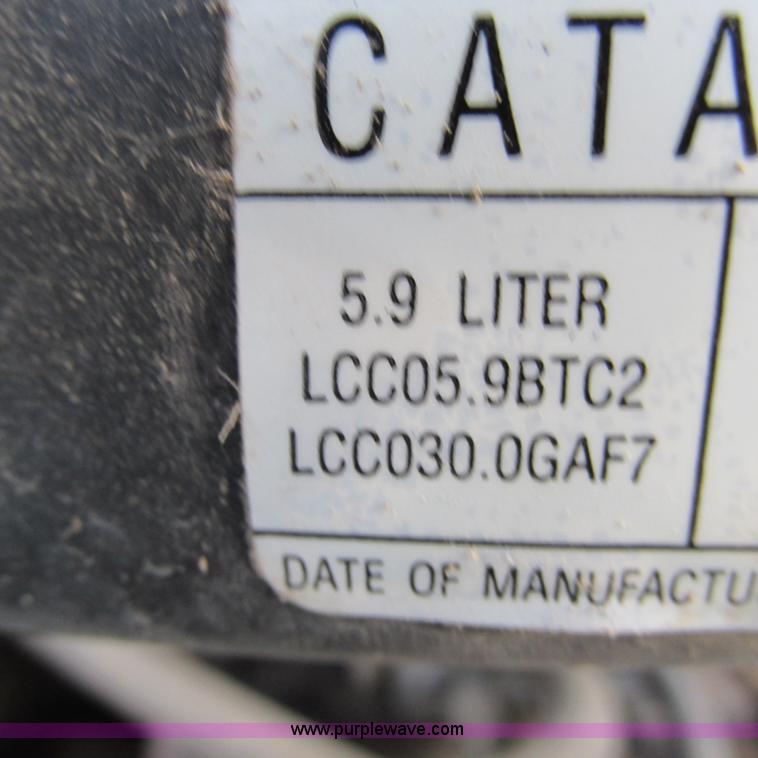 CATA
5.9 LITER
LCC05.9BTC2
LCC030.0GAF7
DATE OF MANUFACTU
www.purplewave.com